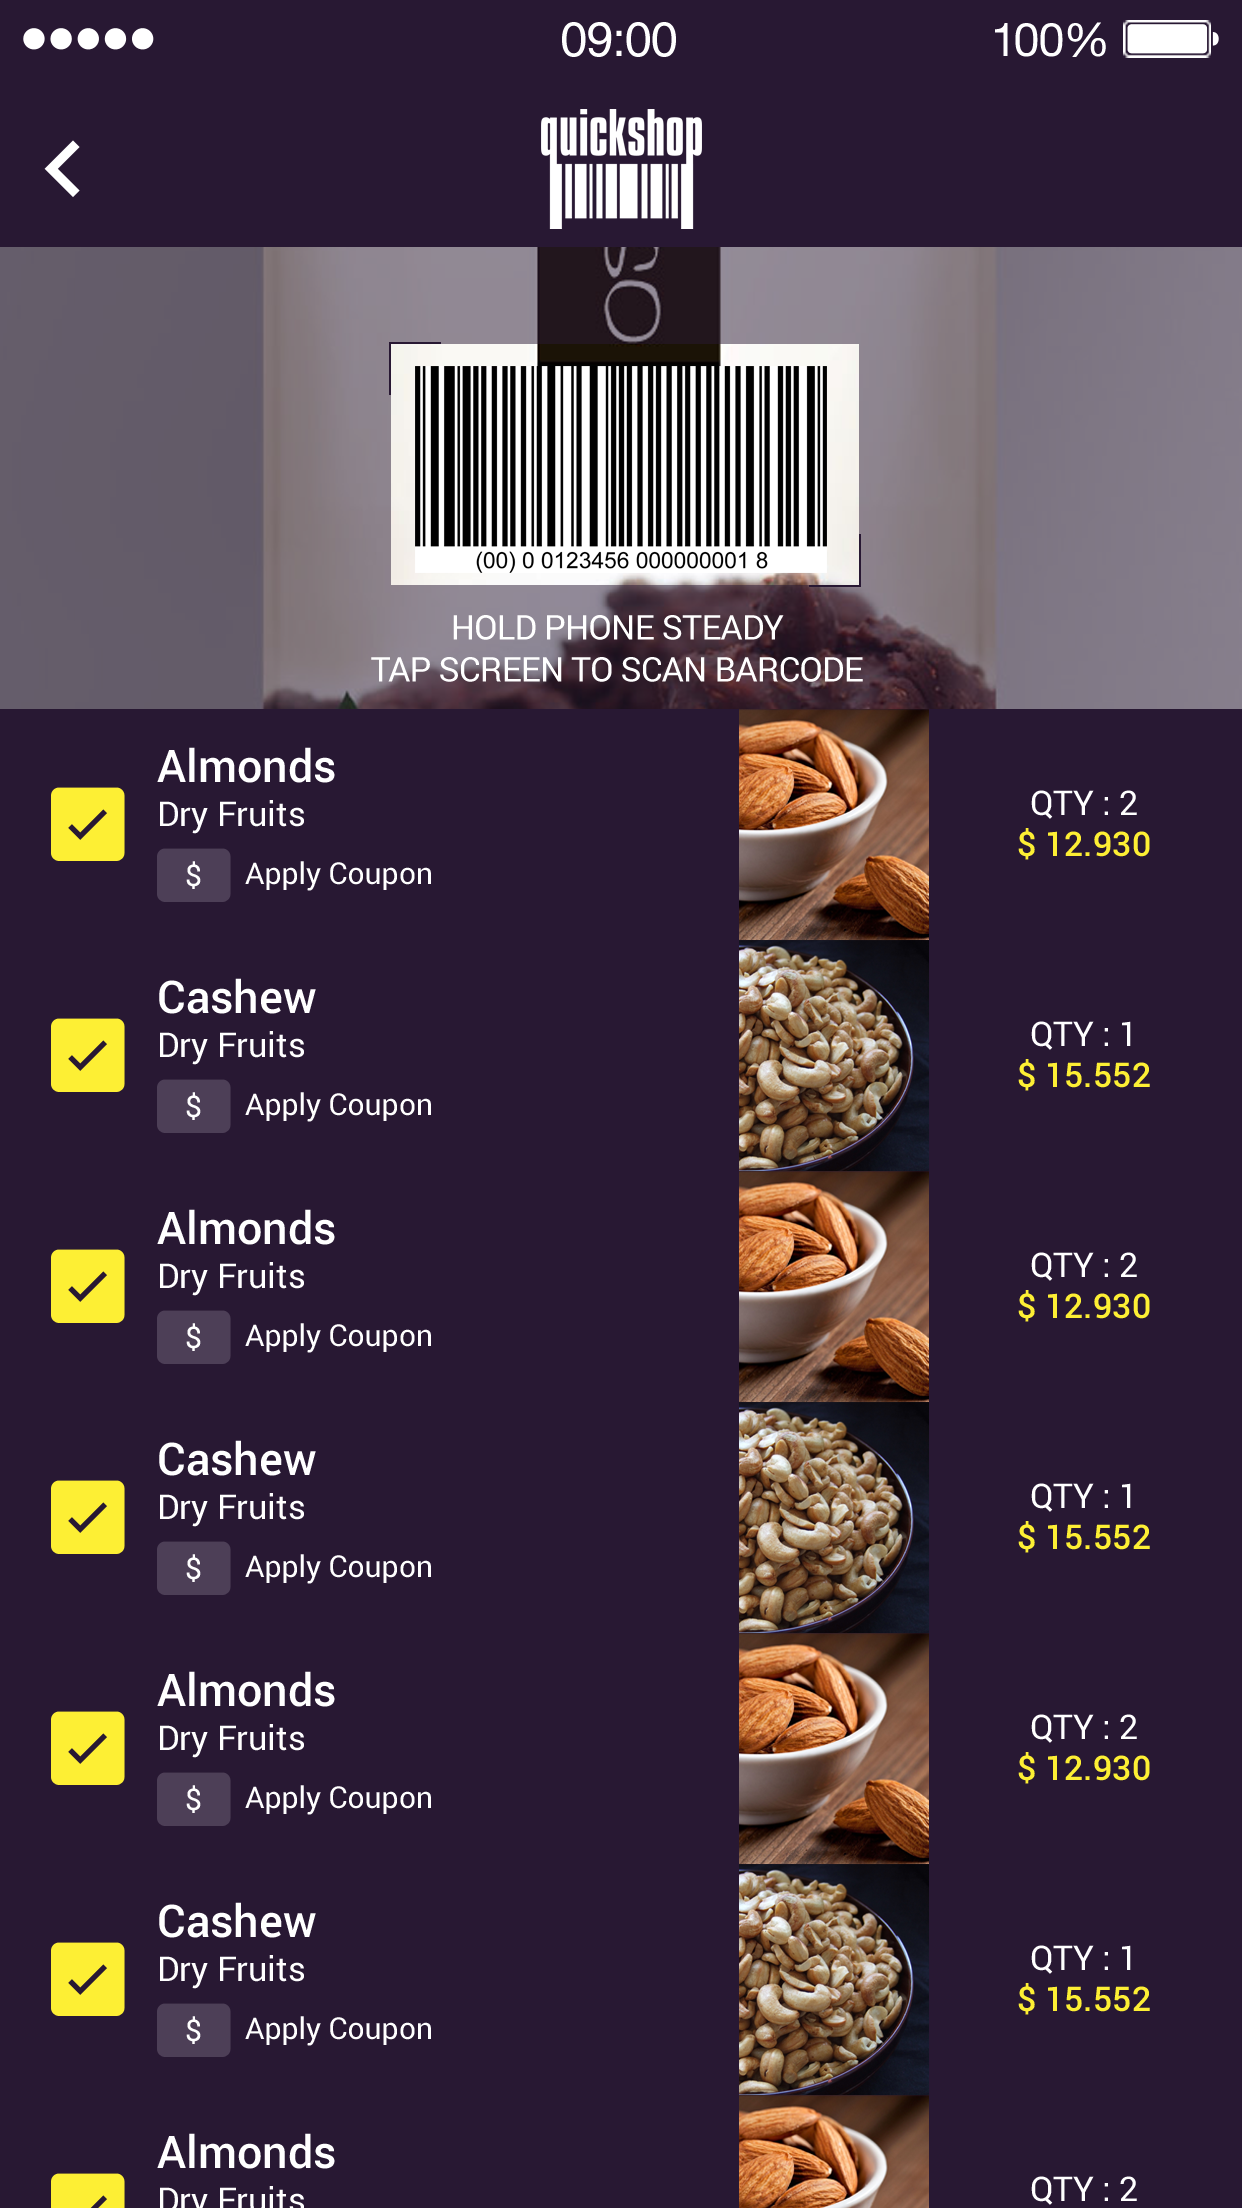 09:00
100%
quickshop
SO
(00) 0 0123456 000000001 8
HOLD PHONE STEADY
TAP SCREEN TO SCAN BARCODE
Almonds
Dry Fruits
$ Apply Coupon
QTY : 2
$ 12.930
Cashew
Dry Fruits
$ Apply Coupon
QTY : 1
$ 15.552
Almonds
Dry Fruits
$ Apply Coupon
QTY : 2
$ 12.930
Cashew
Dry Fruits
$ Apply Coupon
QTY : 1
$ 15.552
Almonds
Dry Fruits
$ Apply Coupon
QTY : 2
$ 12.930
Cashew
Dry Fruits
$ Apply Coupon
QTY : 1
$ 15.552
Almonds
Dry Fruits
QTY : 2